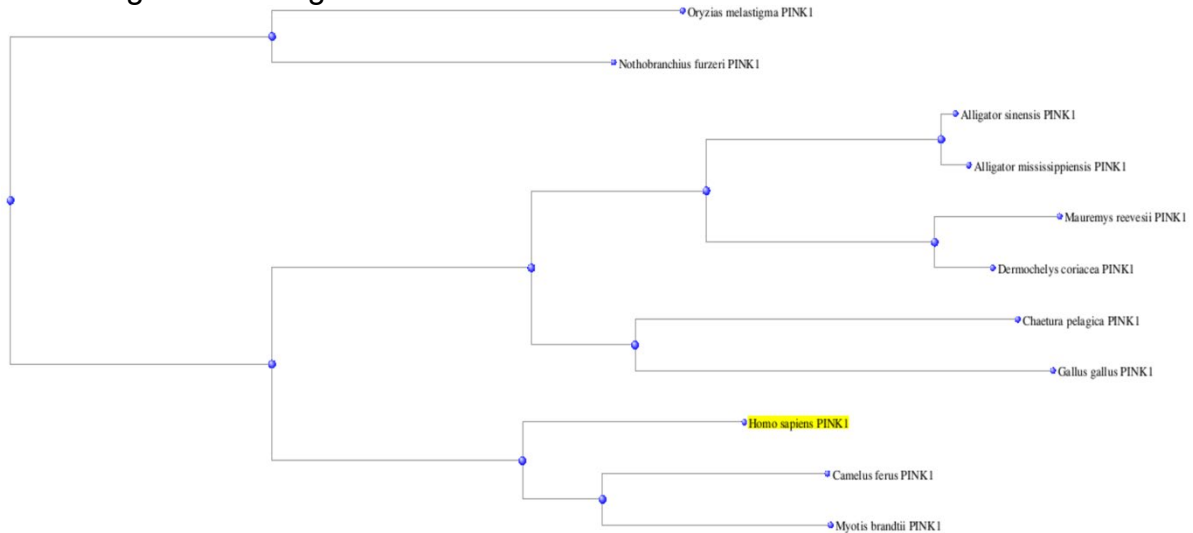 Oryzias melastigma PINK1
Nothobranchius furzeri PINK1
Alligator sinensis PINK1
Alligator mississippiensis PINK1
Mauremys reevesii PINK1
Dermochelys coriacea PINK1
Chaetura pelagica PINK1
Gallus gallus PINK1
Homo sapiens PINK1
Camelus ferus PINK1
Myotis brandtii PINK1